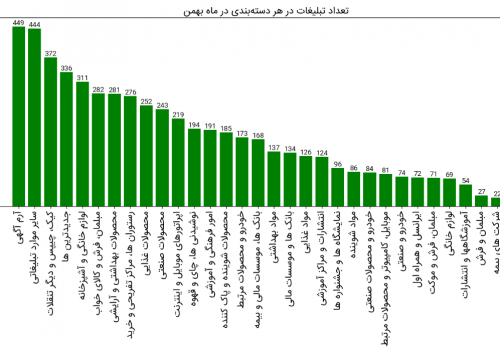 تعداد تبلیغات در هر دسته‌بندی در ماه بهمن
449
444
372
336
311
282
281
276
252
243
219
194
191
185
173
168
137
134
126
124
96
86
84
81
74
72
71
69
54
27
22
آرم آگهی
سایر موارد تبلیغاتی
کیک، چیپس و دیگر تنقلات
جدیدترین ها
لوازم خانگی و آشپزخانه
مبلمان، فرش و کالای خواب
محصولات بهداشتی و آرایشی
رستوران ها، مراکز تفریحی و خرید
محصولات غذایی
محصولات صنعتی
اپراتورهای موبایل و اینترنت
نوشیدنی ها، چای و قهوه
امور فرهنگی و آموزشی
محصولات شوینده و پاک کننده
خودرو و محصولات مرتبط
بانک ها، موسسات مالی و بیمه
مواد بهداشتی
بانک ها و موسسات مالی
مواد غذایی
انتشارات و مراکز آموزشی
نمایشگاه ها و جشنواره ها
مواد شوینده
خودرو و محصولات صنعتی
موبایل، کامپیوتر و محصولات مرتبط
خودرو و صنعتی
ایرانسل و همراه اول
مبلمان، فرش و موکت
لوازم خانگی
آموزشگاهها و انتشارات
مبلمان و فرش
شرکت های بیمه